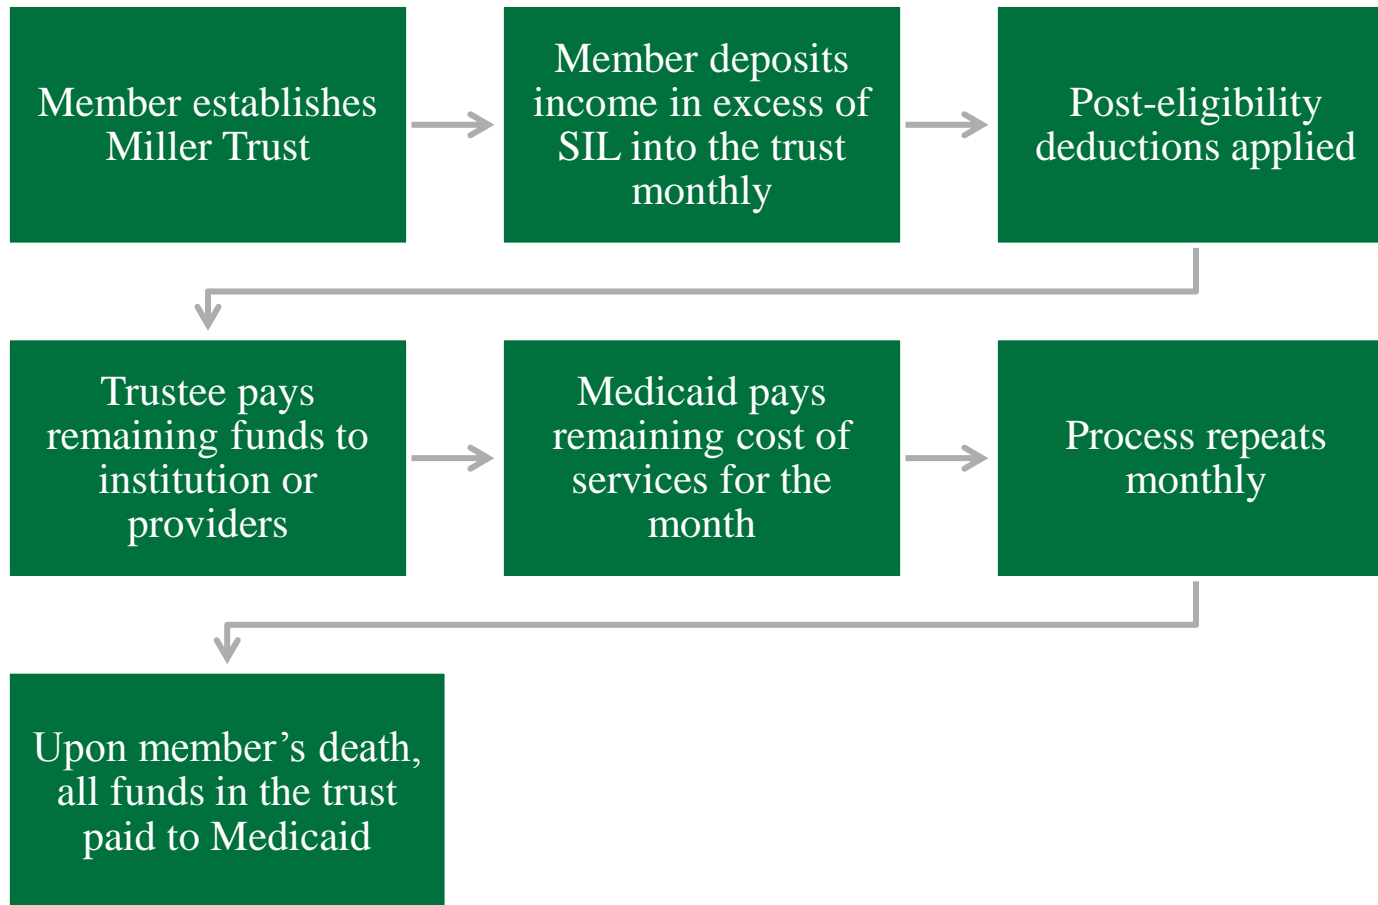 Member establishes
Miller Trust
Member deposits
income in excess of
SIL into the trust
monthly
Post-eligibility
deductions applied
Trustee pays
remaining funds to
institution or
providers
Medicaid pays
remaining cost of
services for the
month
Process repeats
monthly
Upon member’s death,
all funds in the trust
paid to Medicaid